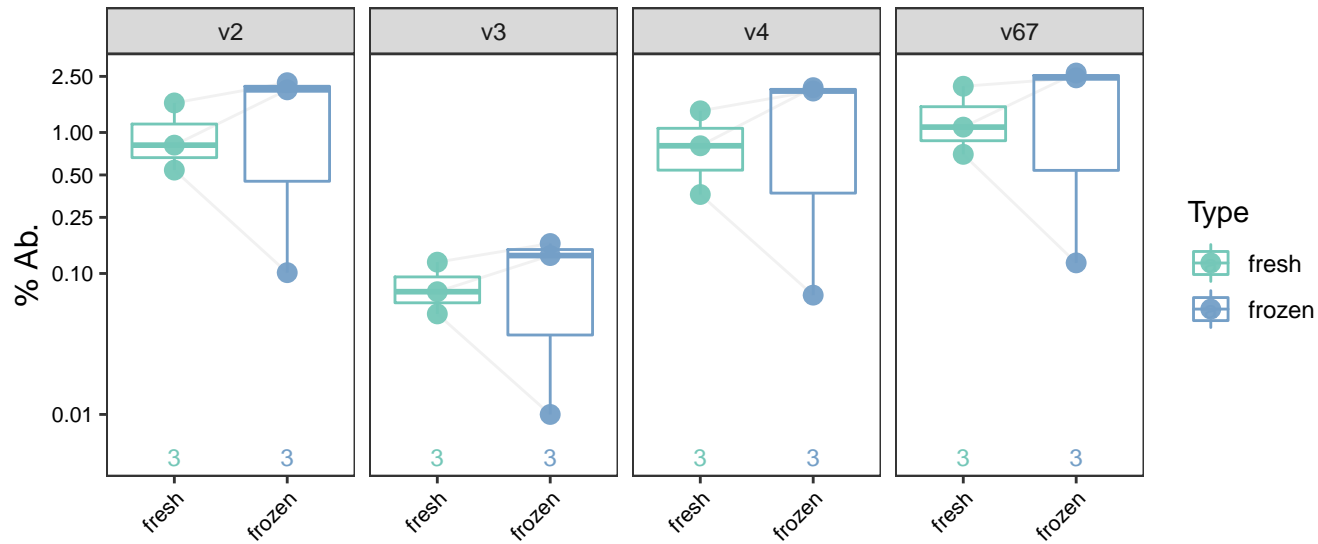 v2 v3 v4 v67
2.50
1.00
0.50
0.25
0.10
0.01
% Ab.
3 3 3 3 3 3 3 3
fresh frozen fresh frozen fresh frozen fresh frozen
Type
fresh
frozen